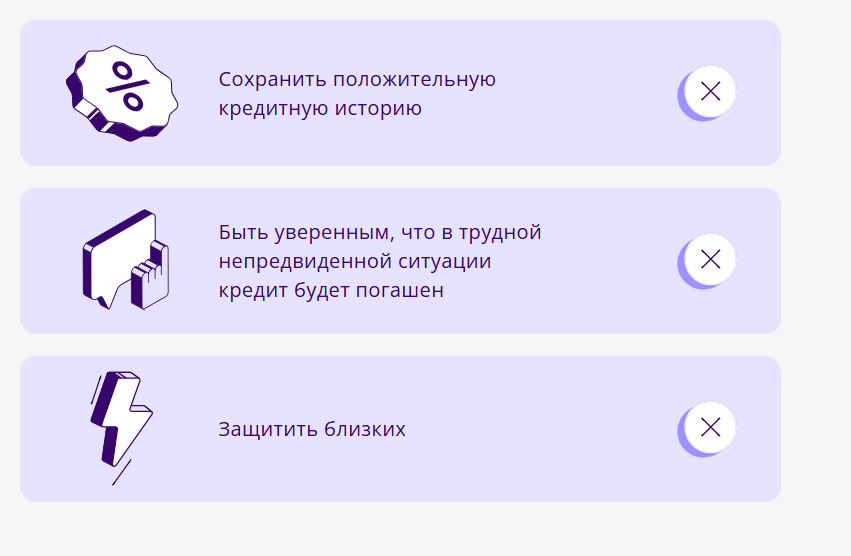 Сохранить положительную
кредитную историю
Быть уверенным, что в трудной
непредвиденной ситуации
кредит будет погашен
Защитить близких